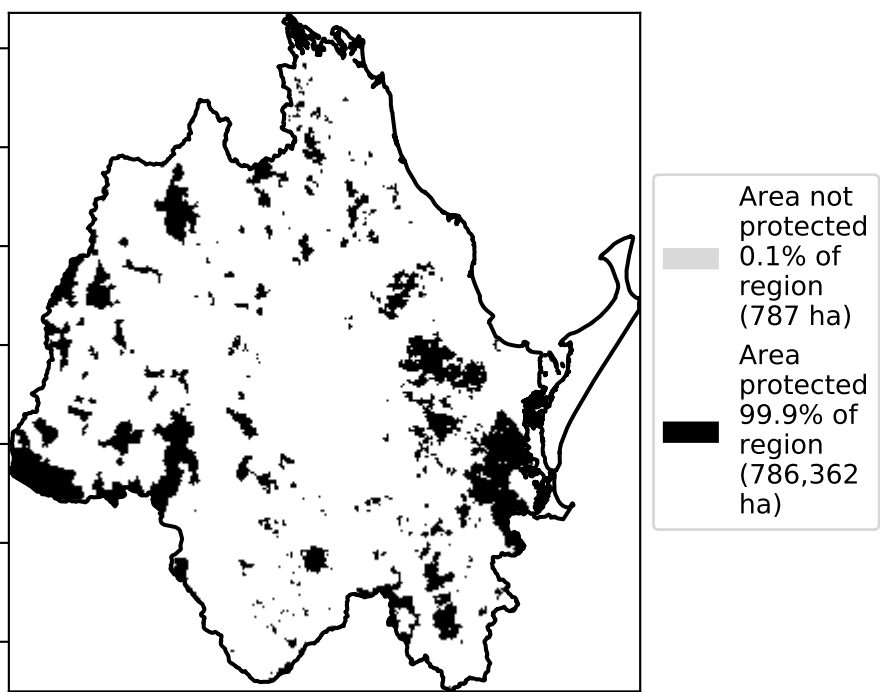 Area not
protected
0.1% of
region
(787 ha)
Area
protected
99.9% of
region
(786,362
ha)